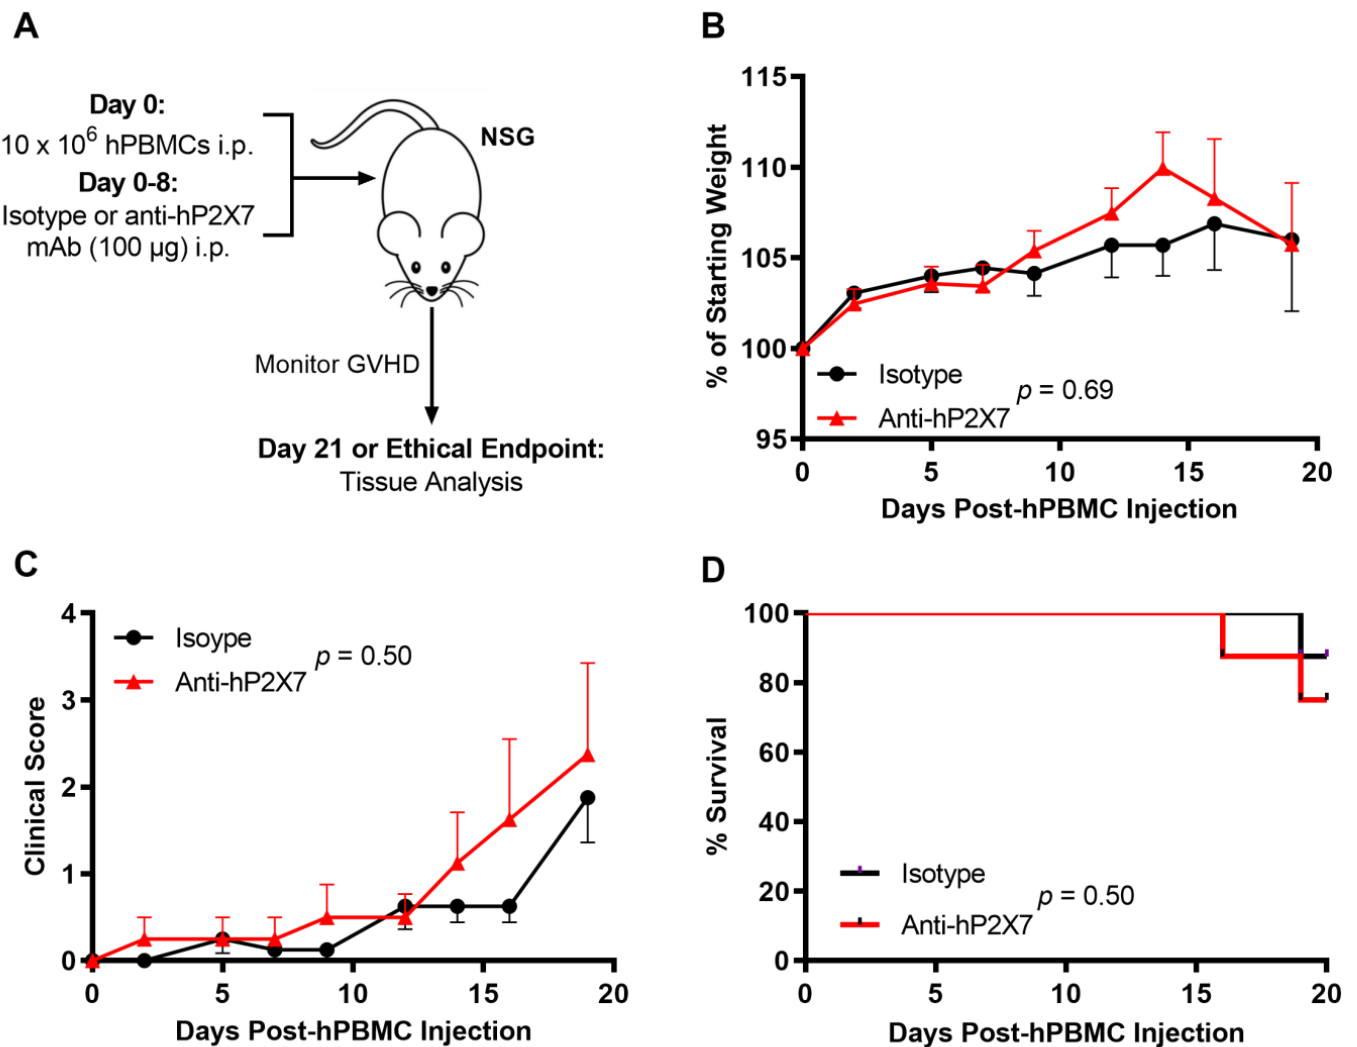 A
Day 0:
10 x 10⁶ hPBMCs i.p.
Day 0-8:
Isotype or anti-hP2X7
mAb (100 µg) i.p.
NSG
Monitor GVHD
Day 21 or Ethical Endpoint:
Tissue Analysis
B
% of Starting Weight
115
110
105
100
95
Isotype
Anti-hP2X7
p = 0.69
0 5 10 15 20
Days Post-hPBMC Injection
C
Clinical Score
4
3
2
1
0
Isoype
Anti-hP2X7
p = 0.50
0 5 10 15 20
Days Post-hPBMC Injection
D
% Survival
100
80
60
40
20
0
Isotype
Anti-hP2X7
p = 0.50
0 5 10 15 20
Days Post-hPBMC Injection